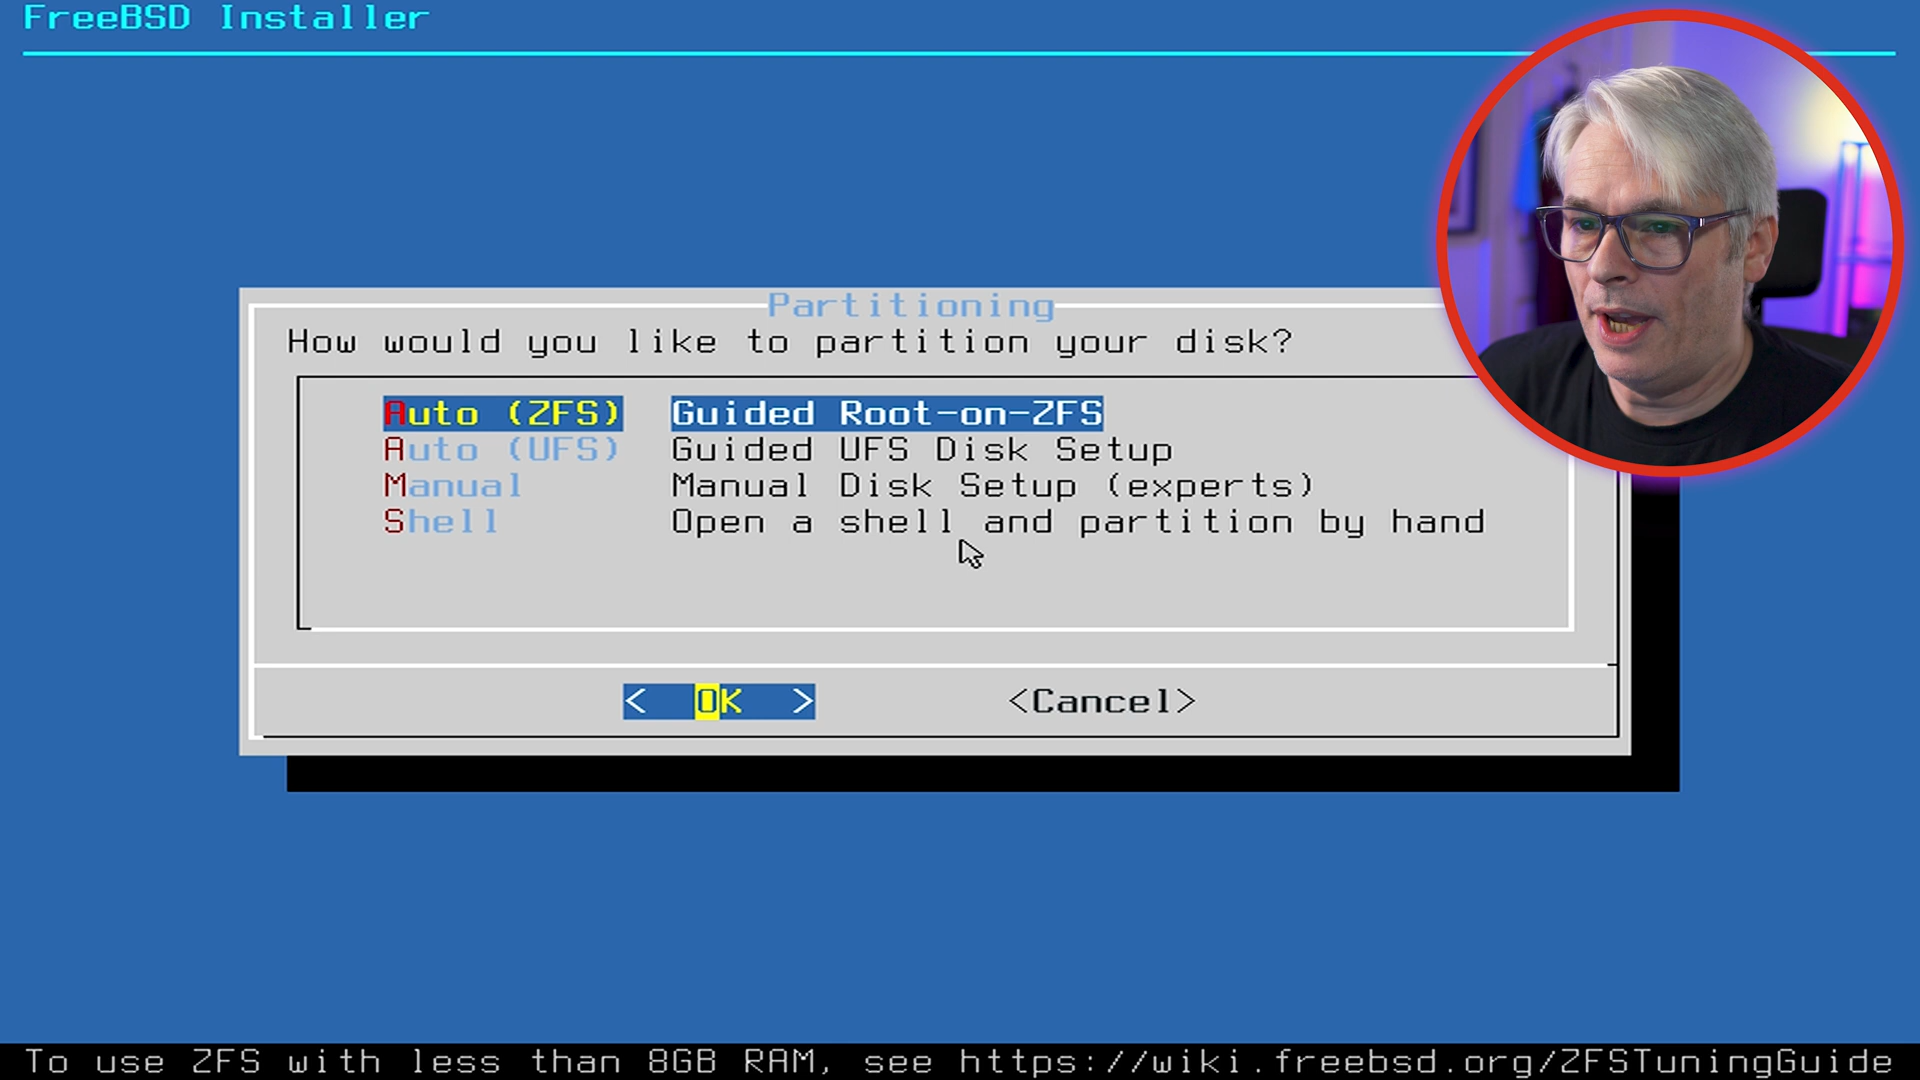 FreeBSD Installer
Partitioning
How would you like to partition your disk?
Auto (ZFS) Guided Root-on-ZFS
Auto (UFS) Guided UFS Disk Setup
Manual Manual Disk Setup (experts)
Shell Open a shell and partition by hand
< OK > <Cancel>
To use ZFS with less than 8GB RAM, see https://wiki.freebsd.org/ZFSTuningGuide